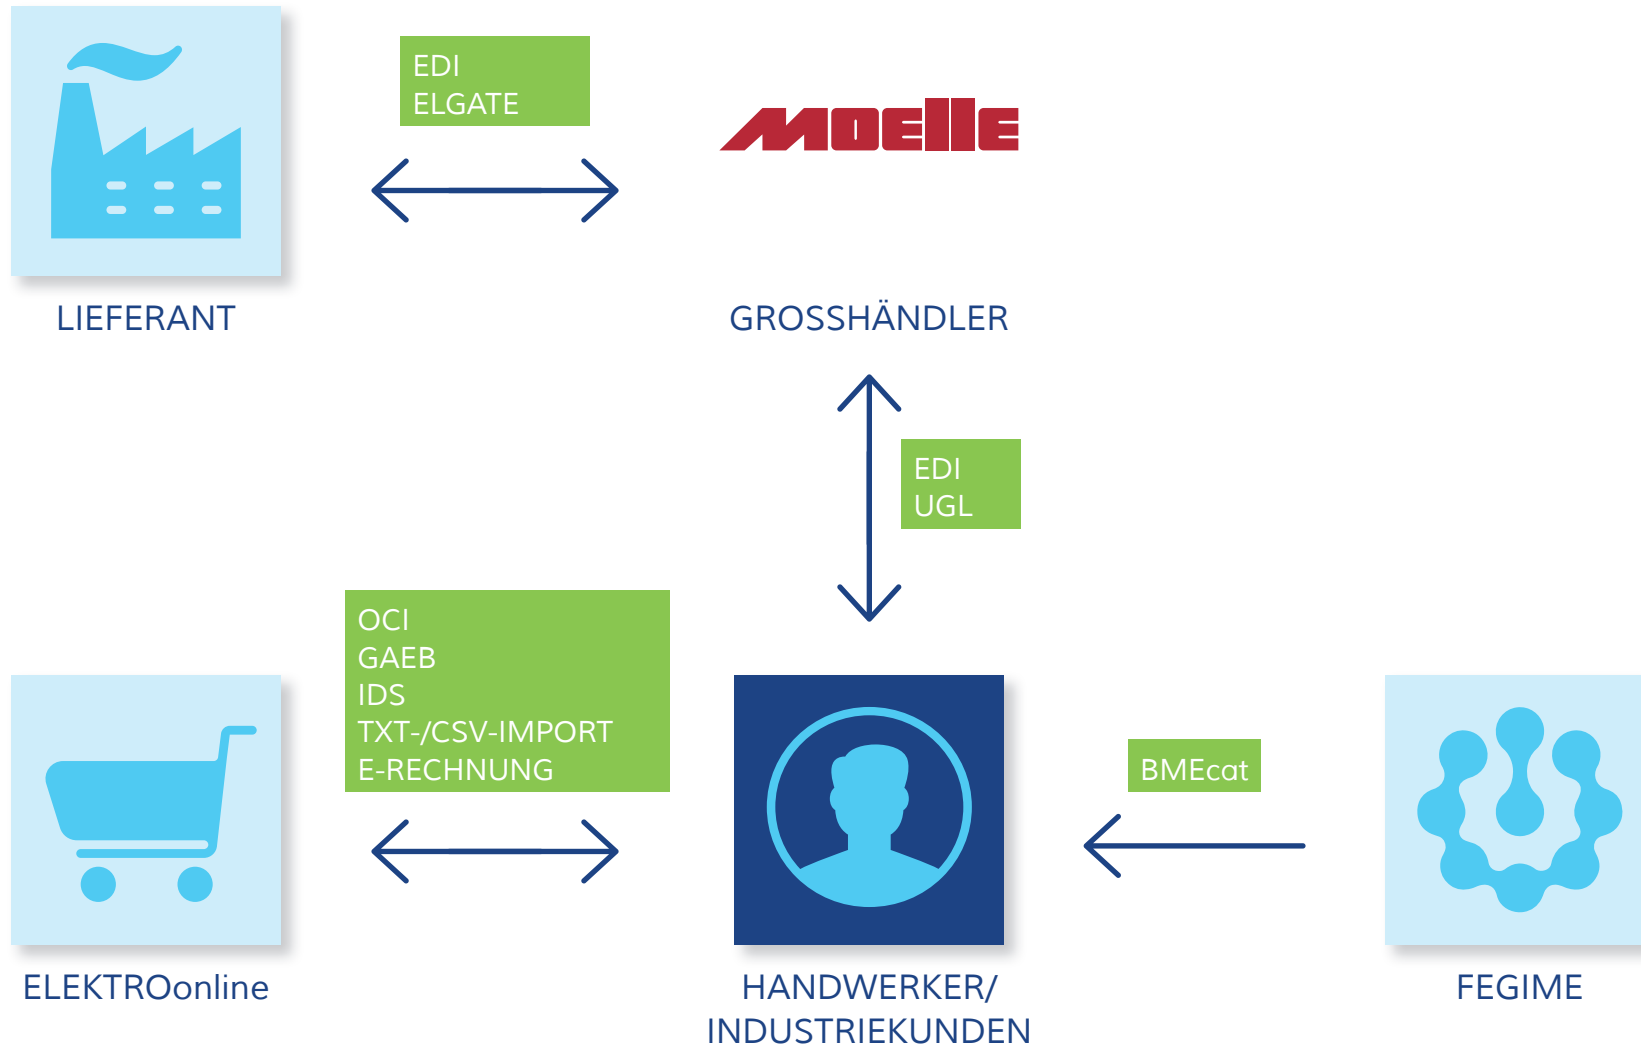 EDI
ELGATE
MOElle
LIEFERANT
GROSSHÄNDLER
EDI
UGL
OCI
GAEB
IDS
TXT-/CSV-IMPORT
E-RECHNUNG
BMEcat
ELEKTROonline
HANDWERKER/
INDUSTRIEKUNDEN
FEGIME